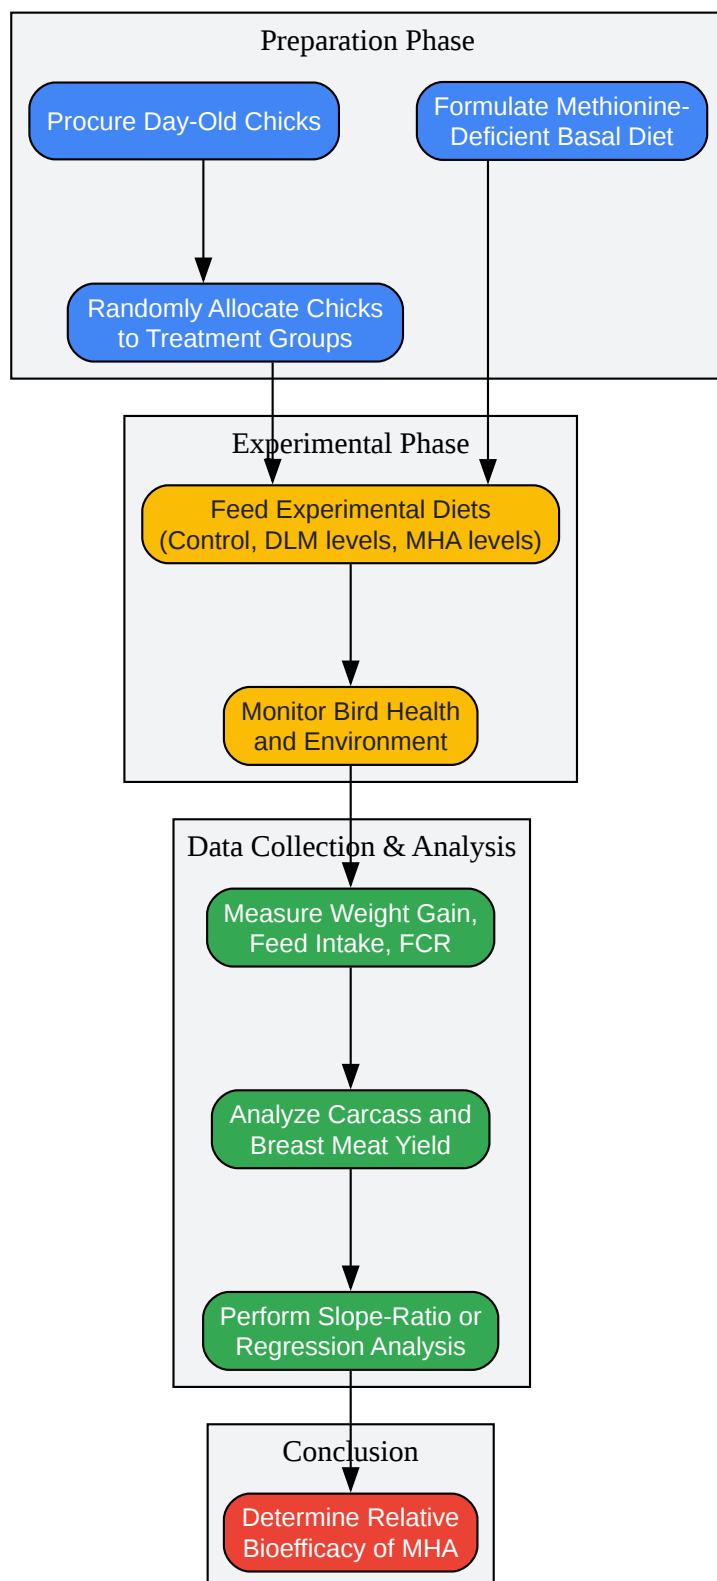 Preparation Phase
Procure Day-Old Chicks
Formulate Methionine-
Deficient Basal Diet
Randomly Allocate Chicks
to Treatment Groups
Experimental Phase
Feed Experimental Diets
(Control, DLM levels, MHA levels)
Monitor Bird Health
and Environment
Data Collection & Analysis
Measure Weight Gain,
Feed Intake, FCR
Analyze Carcass and
Breast Meat Yield
Perform Slope-Ratio or
Regression Analysis
Conclusion
Determine Relative
Bioefficacy of MHA